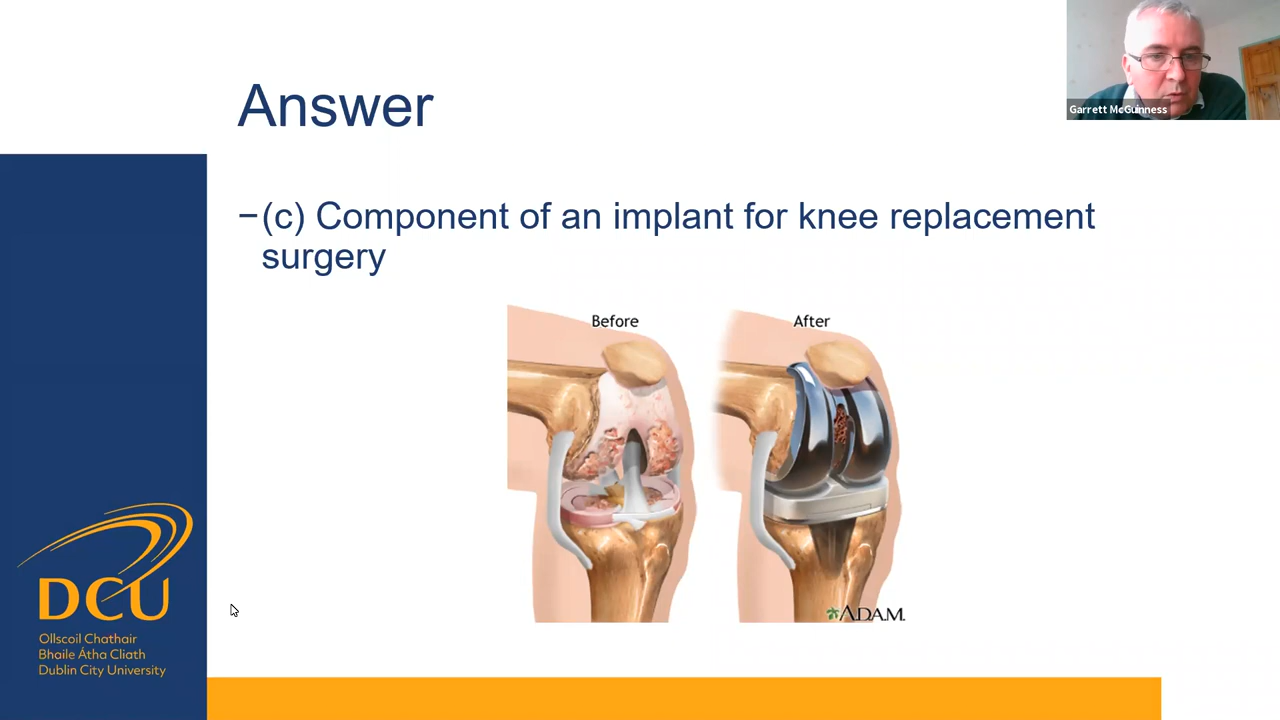 Answer
Garrett McGuinness
–(c) Component of an implant for knee replacement
surgery
Before
After
A.D.A.M.
DCU
Ollscoil Chathair
Bhaile Átha Cliath
Dublin City University